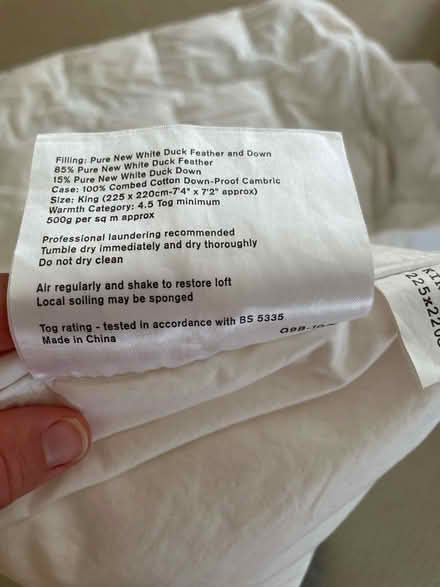 Filling: Pure New White Duck Feather and Down
85% Pure New White Duck Feather
15% Pure New White Duck Down
Case: 100% Combed Cotton Down-Proof Cambric
Size: King (225 x 220cm-7'4" x 7'2" approx)
Warmth Category: 4.5 Tog minimum
500g per sq m approx
Professional laundering recommended
Tumble dry immediately and dry thoroughly
Do not dry clean
Air regularly and shake to restore loft
Local soiling may be sponged
Tog rating - tested in accordance with BS 5335
Made in China
KIN
225x220